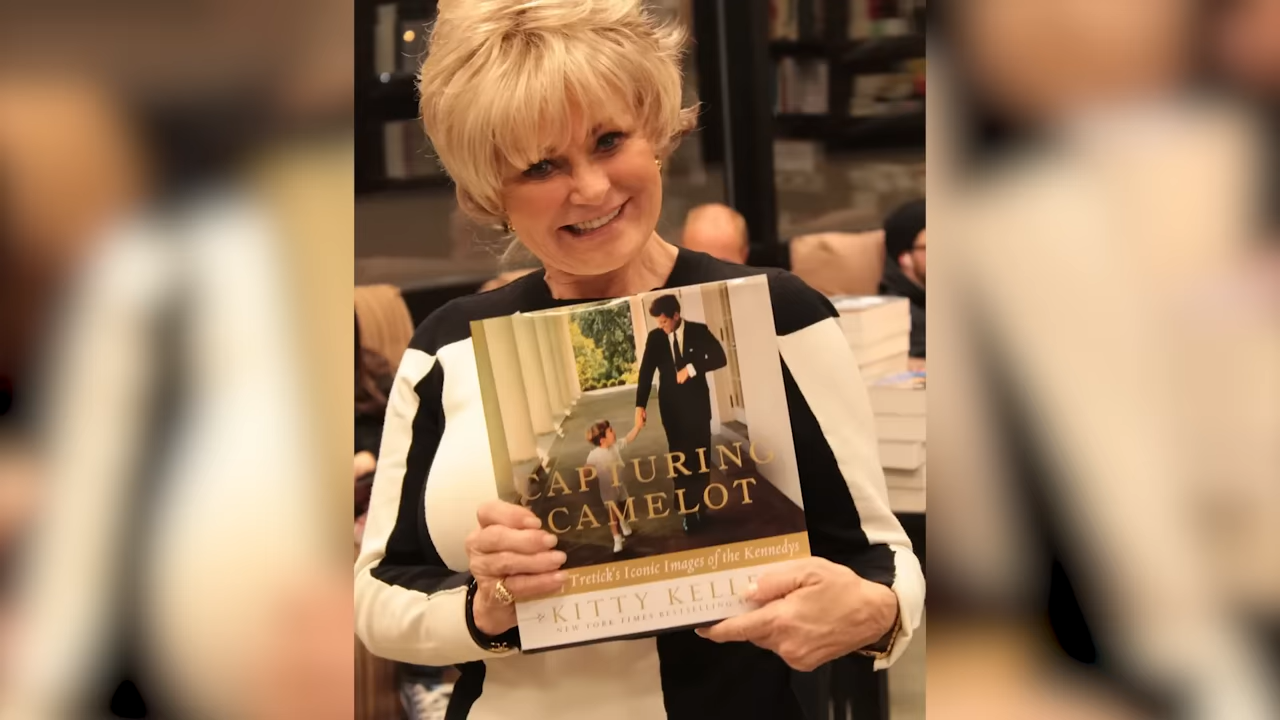 CAPTURING
CAMELOT
Tretick's Iconic Images of the Kennedys
KITTY KELL
NEW YORK TIMES BESTSELLING